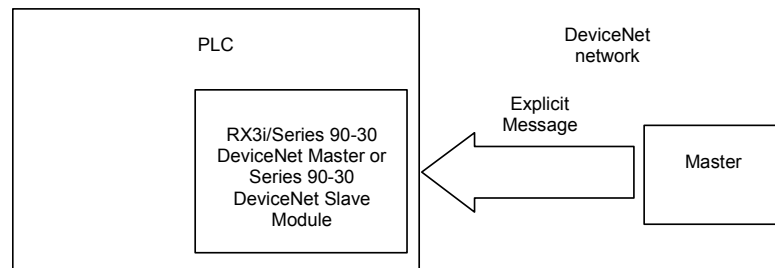 PLC
DeviceNet
network
Explicit
Message
RX3i/Series 90-30
DeviceNet Master or
Series 90-30
DeviceNet Slave
Module
Master